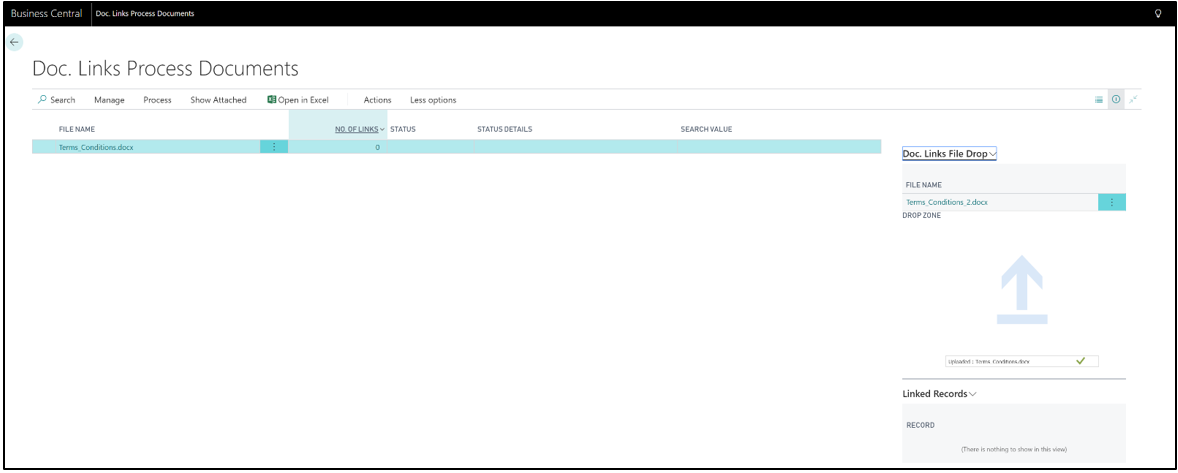 Business Central Doc. Links Process Documents
Doc. Links Process Documents
Search Manage Process Show Attached Open in Excel Actions Less options
FILE NAME NO. OF LINKS STATUS STATUS DETAILS SEARCH VALUE
Terms_Conditions.docx 0
Doc. Links File Drop
FILE NAME
Terms_Conditions_2.docx
DROP ZONE
Uploaded : Terms_Conditions.docx
Linked Records
RECORD
(There is nothing to show in this view)